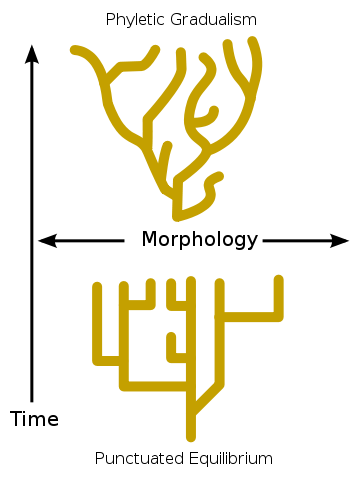 Phyletic Gradualism
Morphology
Time
Punctuated Equilibrium